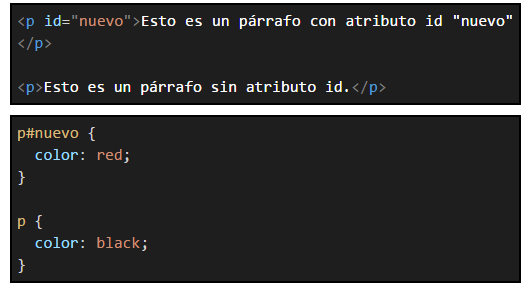 <p id="nuevo">Esto es un párrafo con atributo id "nuevo"
</p>
<p>Esto es un párrafo sin atributo id.</p>
p#nuevo {
  color: red;
}
p {
  color: black;
}